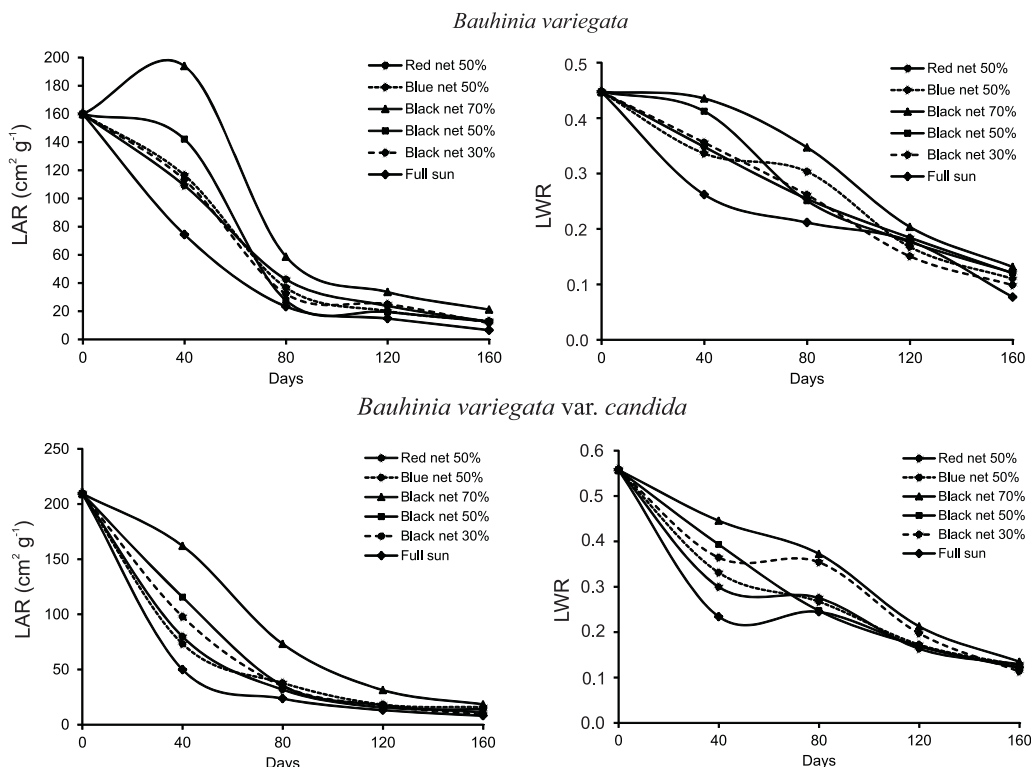 Bauhinia variegata
LAR (cm² g⁻¹)
200
180
160
140
120
100
80
60
40
20
0
0 40 80 120 160
Days
Red net 50%
Blue net 50%
Black net 70%
Black net 50%
Black net 30%
Full sun
LWR
0.5
0.4
0.3
0.2
0.1
0.0
0 40 80 120 160
Days
Red net 50%
Blue net 50%
Black net 70%
Black net 50%
Black net 30%
Full sun
Bauhinia variegata var. candida
LAR (cm² g⁻¹)
250
200
150
100
50
0
0 40 80 120 160
Days
Red net 50%
Blue net 50%
Black net 70%
Black net 50%
Black net 30%
Full sun
LWR
0.6
0.5
0.4
0.3
0.2
0.1
0.0
0 40 80 120 160
Days
Red net 50%
Blue net 50%
Black net 70%
Black net 50%
Black net 30%
Full sun